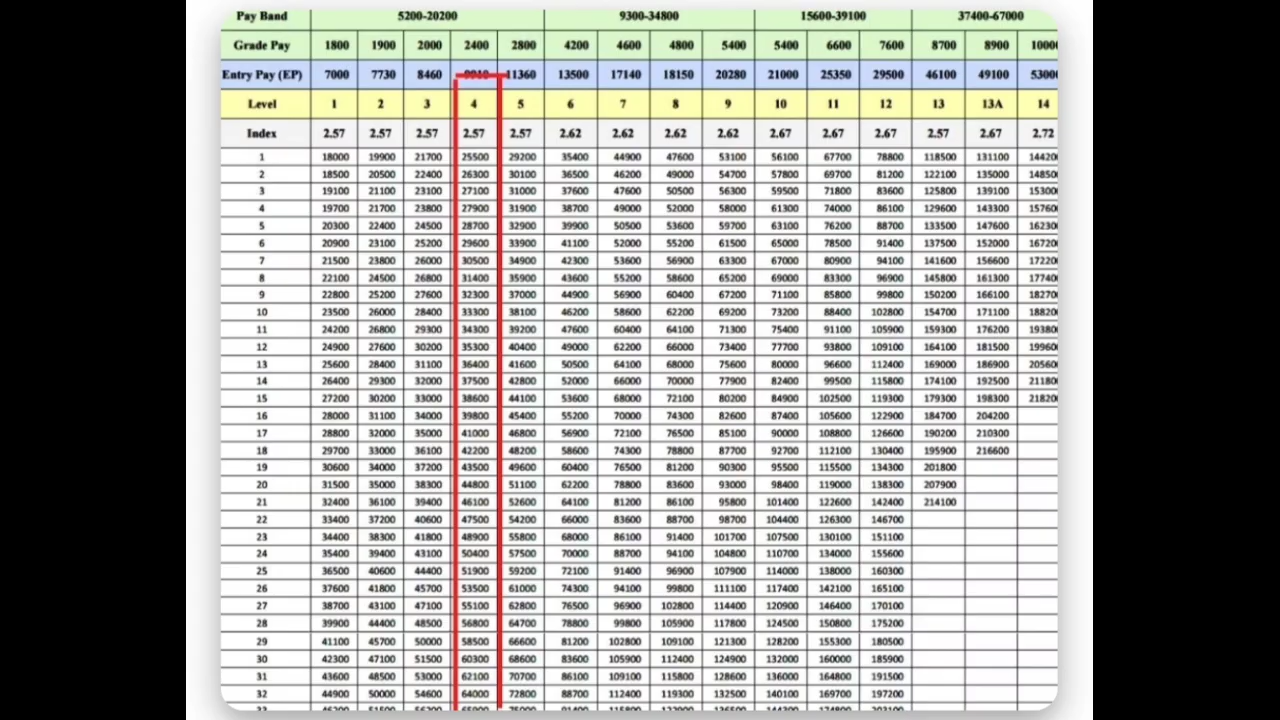 Pay Band 5200-20200 9300-34800 15600-39100 37400-67000
Grade Pay 1800 1900 2000 2400 2800 4200 4600 4800 5400 5400 6600 7600 8700 8900 1000
Entry Pay (EP) 7000 7730 8460 9910 11360 13500 17140 18150 20280 21000 25350 29500 46100 49100 5300
Level 1 2 3 4 5 6 7 8 9 10 11 12 13 13A 14
Index 2.57 2.57 2.57 2.57 2.57 2.62 2.62 2.62 2.62 2.67 2.67 2.67 2.57 2.67 2.72
1 18000 19900 21700 25500 29200 35400 44900 47600 53100 56100 67700 78800 118500 131100 14420
2 18500 20500 22400 26300 30100 36500 46200 49000 54700 57800 69700 81200 122100 135000 14850
3 19100 21100 23100 27100 31000 37600 47600 50500 56300 59500 71800 83600 125800 139100 15300
4 19700 21700 23800 27900 31900 38700 49000 52000 58000 61300 74000 86100 129600 143300 15760
5 20300 22400 24500 28700 32900 39900 50500 53600 59700 63100 76200 88700 133500 147600 16230
6 20900 23100 25200 29600 33900 41100 52000 55200 61500 65000 78500 91400 137500 152000 16720
7 21500 23800 26000 30500 34900 42300 53600 56900 63300 67000 80900 94100 141600 156600 17220
8 22100 24500 26800 31400 35900 43600 55200 58600 65200 69000 83300 96900 145800 161300 17740
9 22800 25200 27600 32300 37000 44900 56900 60400 67200 71100 85800 99800 150200 166100 18270
10 23500 26000 28400 33300 38100 46200 58600 62200 69200 73200 88400 102800 154700 171100 18820
11 24200 26800 29300 34300 39200 47600 60400 64100 71300 75400 91100 105900 159300 176200 19380
12 24900 27600 30200 35300 40400 49000 62200 66000 73400 77700 93800 109100 164100 181500 19960
13 25600 28400 31100 36400 41600 50500 64100 68000 75600 80000 96600 112400 169000 186900 20560
14 26400 29300 32000 37500 42800 52000 66000 70000 77900 82400 99500 115800 174100 192500 21180
15 27200 30200 33000 38600 44100 53600 68000 72100 80200 84900 102500 119300 179300 198300 21820
16 28000 31100 34000 39800 45400 55200 70000 74300 82600 87400 105600 122900 184700 204200
17 28800 32000 35000 41000 46800 56900 72100 76500 85100 90000 108800 126600 190200 210300
18 29700 33000 36100 42200 48200 58600 74300 78800 87700 92700 112100 130400 195900 216600
19 30600 34000 37200 43500 49600 60400 76500 81200 90300 95500 115500 134300 201800
20 31500 35000 38300 44800 51100 62200 78800 83600 93000 98400 119000 138300 207900
21 32400 36100 39400 46100 52600 64100 81200 86100 95800 101400 122600 142400 214100
22 33400 37200 40600 47500 54200 66000 83600 88700 98700 104400 126300 146700
23 34400 38300 41800 48900 55800 68000 86100 91400 101700 107500 130100 151100
24 35400 39400 43100 50400 57500 70000 88700 94100 104800 110700 134000 155600
25 36500 40600 44400 51900 59200 72100 91400 96900 107900 114000 138000 160300
26 37600 41800 45700 53500 61000 74300 94100 99800 111100 117400 142100 165100
27 38700 43100 47100 55100 62800 76500 96900 102800 114400 120900 146400 170100
28 39900 44400 48500 56800 64700 78800 99800 105900 117800 124500 150800 175200
29 41100 45700 50000 58500 66600 81200 102800 109100 121300 128200 155300 180500
30 42300 47100 51500 60300 68600 83600 105900 112400 124900 132000 160000 185900
31 43600 48500 53000 62100 70700 86100 109100 115800 128600 136000 164800 191500
32 44900 50000 54600 64000 72800 88700 112400 119300 132500 140100 169700 197200